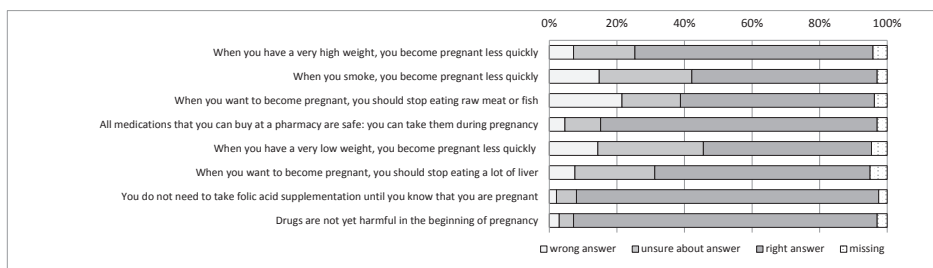 0% 20% 40% 60% 80% 100%
When you have a very high weight, you become pregnant less quickly
When you smoke, you become pregnant less quickly
When you want to become pregnant, you should stop eating raw meat or fish
All medications that you can buy at a pharmacy are safe: you can take them during pregnancy
When you have a very low weight, you become pregnant less quickly
When you want to become pregnant, you should stop eating a lot of liver
You do not need to take folic acid supplementation until you know that you are pregnant
Drugs are not yet harmful in the beginning of pregnancy
wrong answer unsure about answer right answer missing